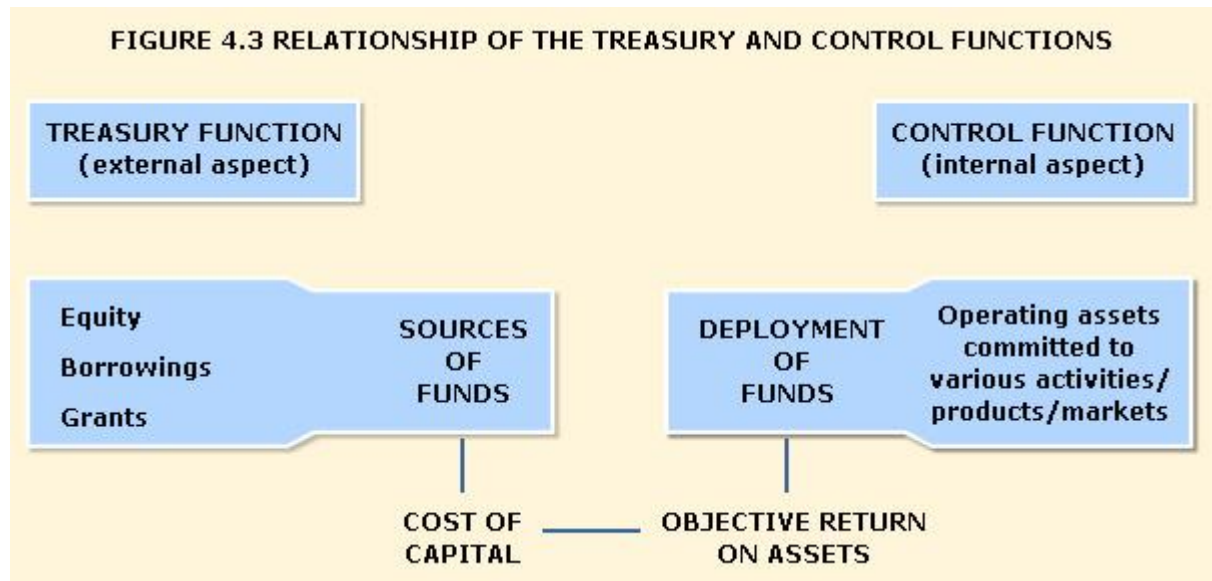 FIGURE 4.3 RELATIONSHIP OF THE TREASURY AND CONTROL FUNCTIONS
TREASURY FUNCTION
(external aspect)
CONTROL FUNCTION
(internal aspect)
Equity
Borrowings
Grants
SOURCES
OF
FUNDS
DEPLOYMENT
OF
FUNDS
Operating assets
committed to
various activities/
products/markets
COST OF
CAPITAL
OBJECTIVE RETURN
ON ASSETS